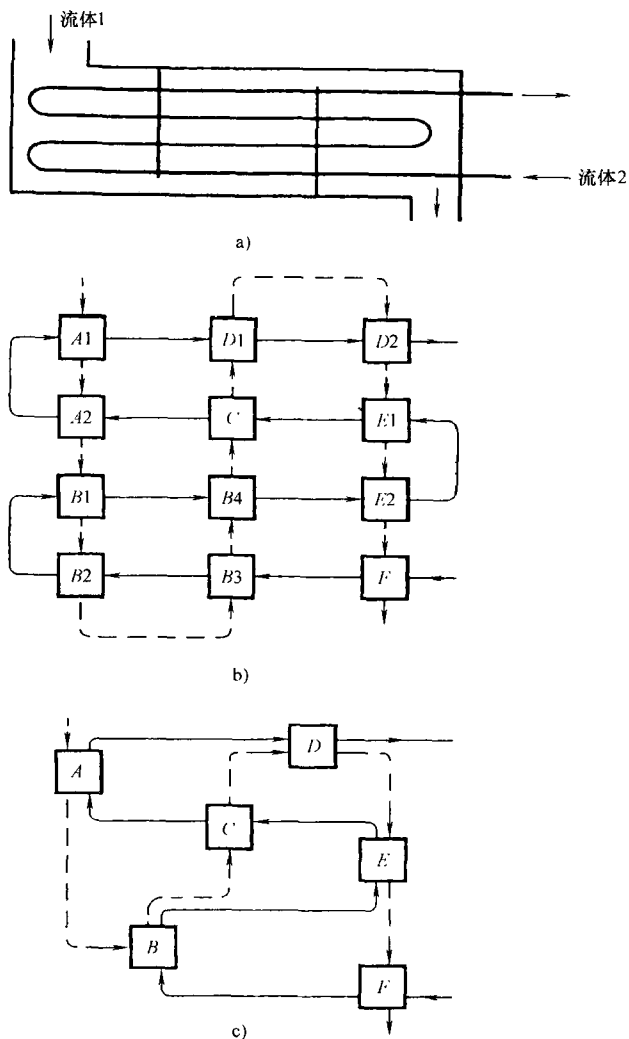 流体1
流体2
a)
A1 D1 D2
A2 C E1
B1 B4 E2
B2 B3 F
b)
D
A
C
E
B
F
c)